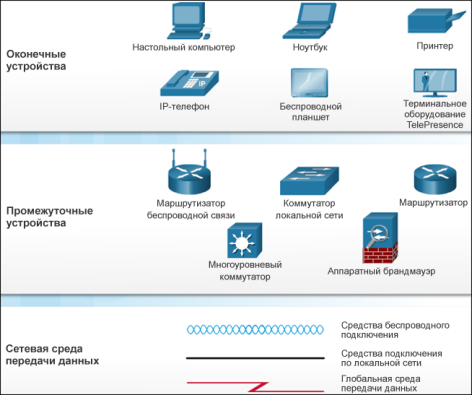 Оконечные
устройства
Настольный компьютер
Ноутбук
Принтер
IP
IP-телефон
Беспроводной
планшет
Терминальное
оборудование
TelePresence
Промежуточные
устройства
Маршрутизатор
беспроводной связи
Коммутатор
локальной сети
Маршрутизатор
Многоуровневый
коммутатор
Аппаратный брандмауэр
Сетевая среда
передачи данных
Средства беспроводного
подключения
Средства подключения
по локальной сети
Глобальная среда
передачи данных